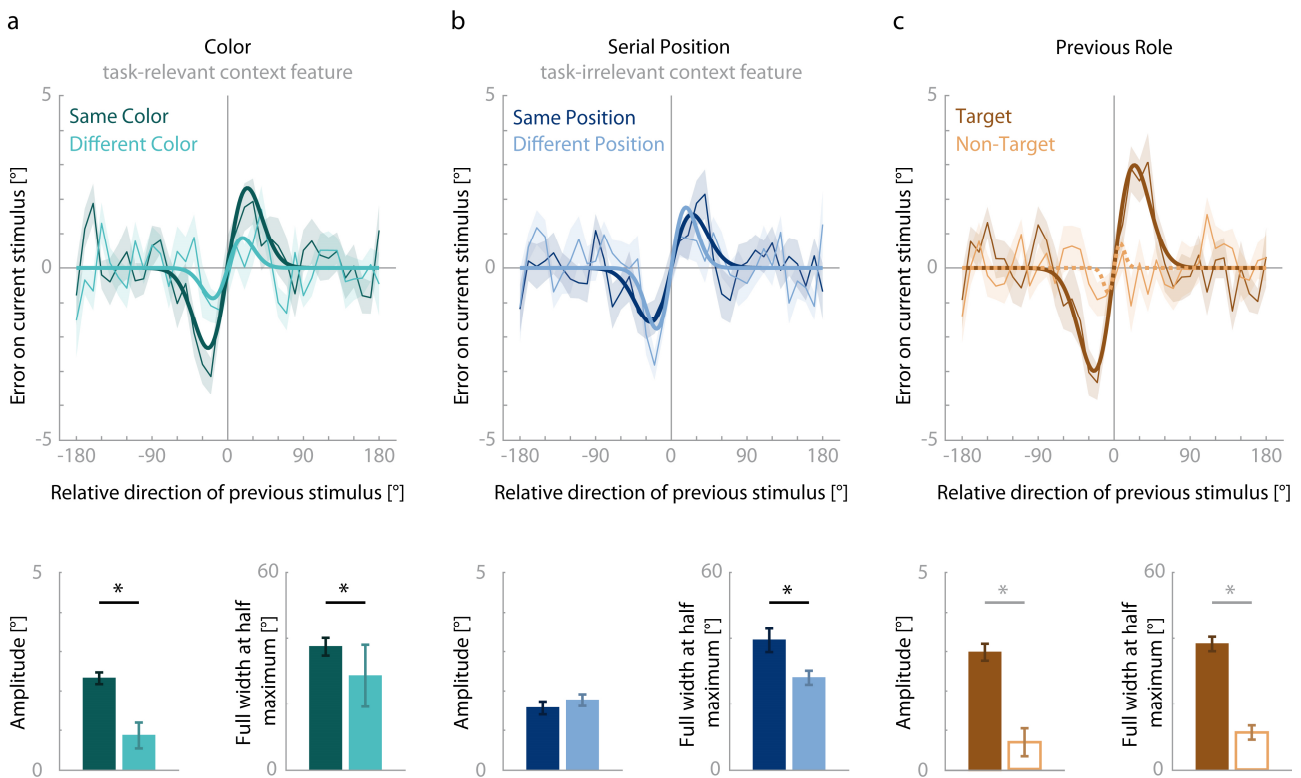 a
Color
task-relevant context feature
5
Same Color
Different Color
Error on current stimulus [°]
0
-5
-180 -90 0 90 180
Relative direction of previous stimulus [°]
b
Serial Position
task-irrelevant context feature
5
Same Position
Different Position
Error on current stimulus [°]
0
-5
-180 -90 0 90 180
Relative direction of previous stimulus [°]
c
Previous Role
5
Target
Non-Target
Error on current stimulus [°]
0
-5
-180 -90 0 90 180
Relative direction of previous stimulus [°]
5
*
Amplitude [°]
0
60
*
Full width at half
maximum [°]
0
5
Amplitude [°]
0
60
*
Full width at half
maximum [°]
0
5
*
Amplitude [°]
0
60
*
Full width at half
maximum [°]
0